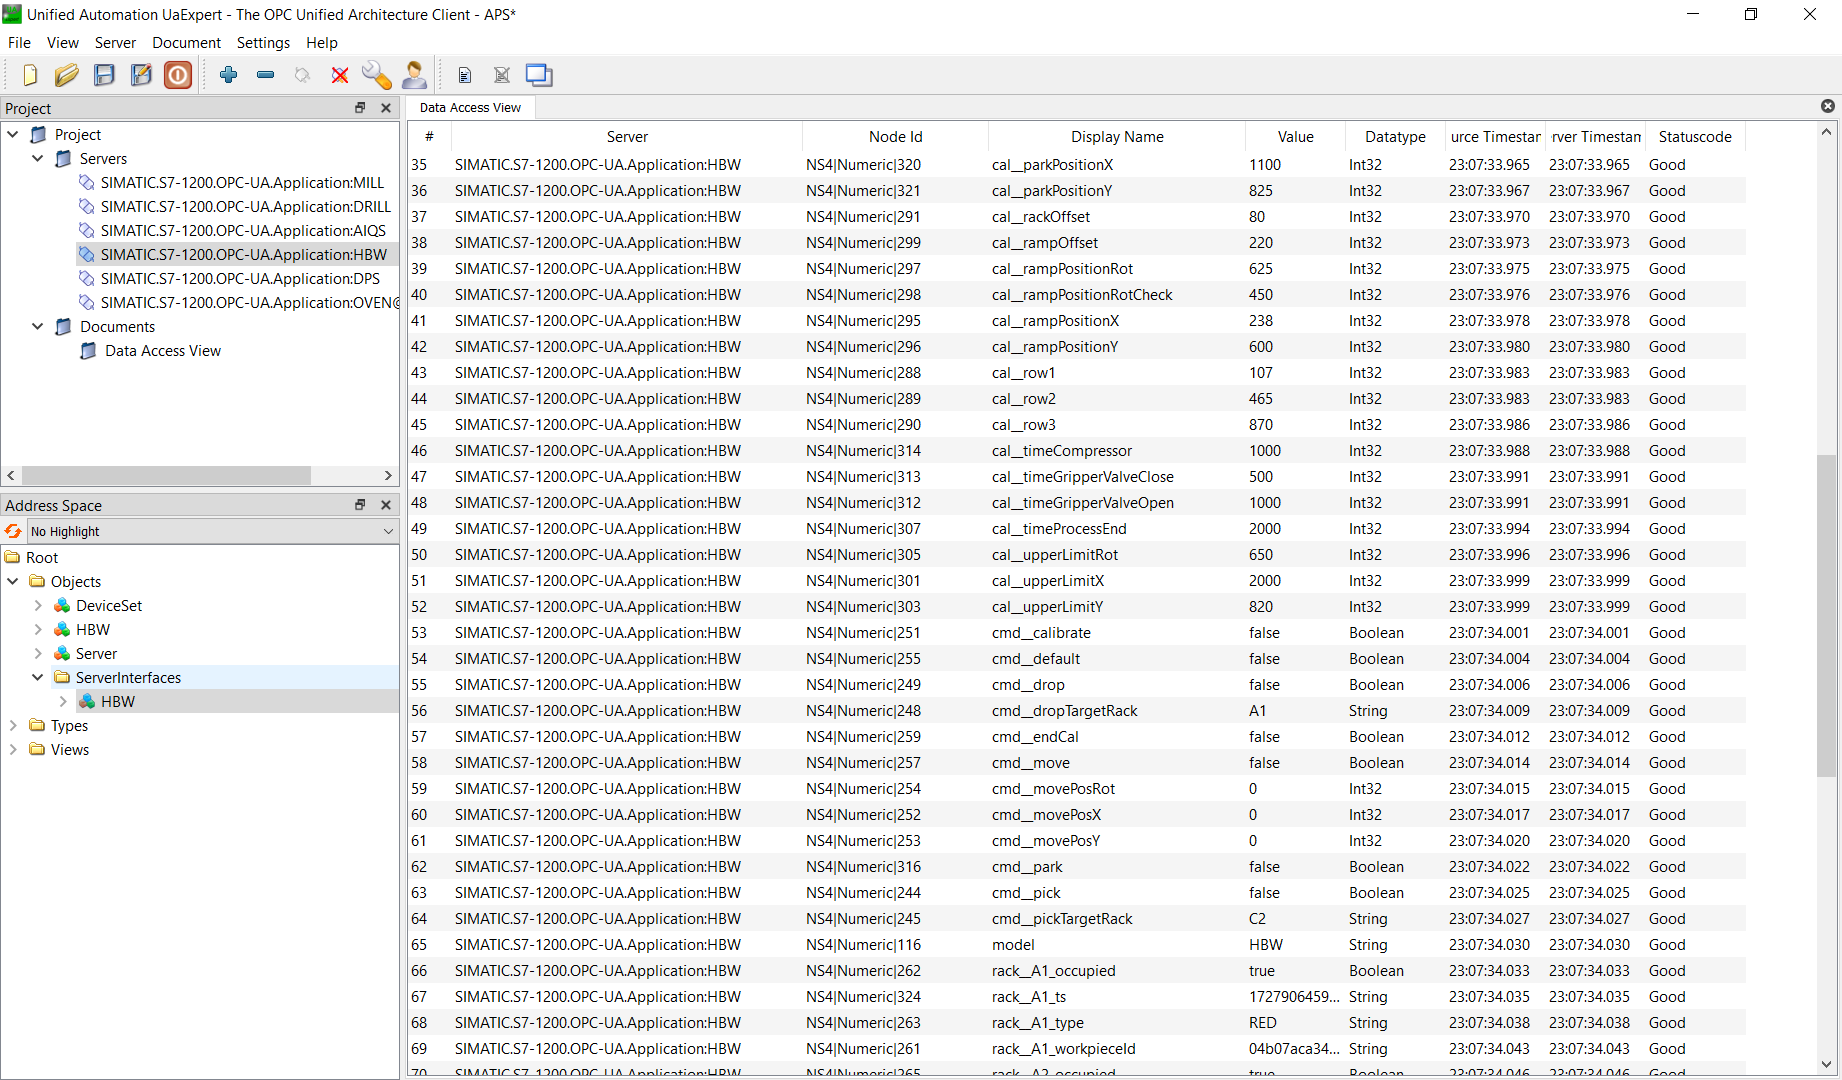 Unified Automation UaExpert - The OPC Unified Architecture Client - APS*
File View Server Document Settings Help
Project
Project
Servers
SIMATIC.S7-1200.OPC-UA.Application:MILL
SIMATIC.S7-1200.OPC-UA.Application:DRILL
SIMATIC.S7-1200.OPC-UA.Application:AIQS
SIMATIC.S7-1200.OPC-UA.Application:HBW
SIMATIC.S7-1200.OPC-UA.Application:DPS
SIMATIC.S7-1200.OPC-UA.Application:OVEN@
Documents
Data Access View
Address Space
No Highlight
Root
Objects
DeviceSet
HBW
Server
ServerInterfaces
HBW
Types
Views
Data Access View
# Server Node Id Display Name Value Datatype urce Timestar rver Timestam Statuscode
35 SIMATIC.S7-1200.OPC-UA.Application:HBW NS4|Numeric|320 cal__parkPositionX 1100 Int32 23:07:33.965 23:07:33.965 Good
36 SIMATIC.S7-1200.OPC-UA.Application:HBW NS4|Numeric|321 cal__parkPositionY 825 Int32 23:07:33.967 23:07:33.967 Good
37 SIMATIC.S7-1200.OPC-UA.Application:HBW NS4|Numeric|291 cal__rackOffset 80 Int32 23:07:33.970 23:07:33.970 Good
38 SIMATIC.S7-1200.OPC-UA.Application:HBW NS4|Numeric|299 cal__rampOffset 220 Int32 23:07:33.973 23:07:33.973 Good
39 SIMATIC.S7-1200.OPC-UA.Application:HBW NS4|Numeric|297 cal__rampPositionRot 625 Int32 23:07:33.975 23:07:33.975 Good
40 SIMATIC.S7-1200.OPC-UA.Application:HBW NS4|Numeric|298 cal__rampPositionRotCheck 450 Int32 23:07:33.976 23:07:33.976 Good
41 SIMATIC.S7-1200.OPC-UA.Application:HBW NS4|Numeric|295 cal__rampPositionX 238 Int32 23:07:33.978 23:07:33.978 Good
42 SIMATIC.S7-1200.OPC-UA.Application:HBW NS4|Numeric|296 cal__rampPositionY 600 Int32 23:07:33.980 23:07:33.980 Good
43 SIMATIC.S7-1200.OPC-UA.Application:HBW NS4|Numeric|288 cal__row1 107 Int32 23:07:33.983 23:07:33.983 Good
44 SIMATIC.S7-1200.OPC-UA.Application:HBW NS4|Numeric|289 cal__row2 465 Int32 23:07:33.983 23:07:33.983 Good
45 SIMATIC.S7-1200.OPC-UA.Application:HBW NS4|Numeric|290 cal__row3 870 Int32 23:07:33.986 23:07:33.986 Good
46 SIMATIC.S7-1200.OPC-UA.Application:HBW NS4|Numeric|314 cal__timeCompressor 1000 Int32 23:07:33.988 23:07:33.988 Good
47 SIMATIC.S7-1200.OPC-UA.Application:HBW NS4|Numeric|313 cal__timeGripperValveClose 500 Int32 23:07:33.991 23:07:33.991 Good
48 SIMATIC.S7-1200.OPC-UA.Application:HBW NS4|Numeric|312 cal__timeGripperValveOpen 1000 Int32 23:07:33.991 23:07:33.991 Good
49 SIMATIC.S7-1200.OPC-UA.Application:HBW NS4|Numeric|307 cal__timeProcessEnd 2000 Int32 23:07:33.994 23:07:33.994 Good
50 SIMATIC.S7-1200.OPC-UA.Application:HBW NS4|Numeric|305 cal__upperLimitRot 650 Int32 23:07:33.996 23:07:33.996 Good
51 SIMATIC.S7-1200.OPC-UA.Application:HBW NS4|Numeric|301 cal__upperLimitX 2000 Int32 23:07:33.999 23:07:33.999 Good
52 SIMATIC.S7-1200.OPC-UA.Application:HBW NS4|Numeric|303 cal__upperLimitY 820 Int32 23:07:33.999 23:07:33.999 Good
53 SIMATIC.S7-1200.OPC-UA.Application:HBW NS4|Numeric|251 cmd__calibrate false Boolean 23:07:34.001 23:07:34.001 Good
54 SIMATIC.S7-1200.OPC-UA.Application:HBW NS4|Numeric|255 cmd__default false Boolean 23:07:34.004 23:07:34.004 Good
55 SIMATIC.S7-1200.OPC-UA.Application:HBW NS4|Numeric|249 cmd__drop false Boolean 23:07:34.006 23:07:34.006 Good
56 SIMATIC.S7-1200.OPC-UA.Application:HBW NS4|Numeric|248 cmd__dropTargetRack A1 String 23:07:34.009 23:07:34.009 Good
57 SIMATIC.S7-1200.OPC-UA.Application:HBW NS4|Numeric|259 cmd__endCal false Boolean 23:07:34.012 23:07:34.012 Good
58 SIMATIC.S7-1200.OPC-UA.Application:HBW NS4|Numeric|257 cmd__move false Boolean 23:07:34.014 23:07:34.014 Good
59 SIMATIC.S7-1200.OPC-UA.Application:HBW NS4|Numeric|254 cmd__movePosRot 0 Int32 23:07:34.015 23:07:34.015 Good
60 SIMATIC.S7-1200.OPC-UA.Application:HBW NS4|Numeric|252 cmd__movePosX 0 Int32 23:07:34.017 23:07:34.017 Good
61 SIMATIC.S7-1200.OPC-UA.Application:HBW NS4|Numeric|253 cmd__movePosY 0 Int32 23:07:34.020 23:07:34.020 Good
62 SIMATIC.S7-1200.OPC-UA.Application:HBW NS4|Numeric|316 cmd__park false Boolean 23:07:34.022 23:07:34.022 Good
63 SIMATIC.S7-1200.OPC-UA.Application:HBW NS4|Numeric|244 cmd__pick false Boolean 23:07:34.025 23:07:34.025 Good
64 SIMATIC.S7-1200.OPC-UA.Application:HBW NS4|Numeric|245 cmd__pickTargetRack C2 String 23:07:34.027 23:07:34.027 Good
65 SIMATIC.S7-1200.OPC-UA.Application:HBW NS4|Numeric|116 model HBW String 23:07:34.030 23:07:34.030 Good
66 SIMATIC.S7-1200.OPC-UA.Application:HBW NS4|Numeric|262 rack__A1_occupied true Boolean 23:07:34.033 23:07:34.033 Good
67 SIMATIC.S7-1200.OPC-UA.Application:HBW NS4|Numeric|324 rack__A1_ts 1727906459... String 23:07:34.035 23:07:34.035 Good
68 SIMATIC.S7-1200.OPC-UA.Application:HBW NS4|Numeric|263 rack__A1_type RED String 23:07:34.038 23:07:34.038 Good
69 SIMATIC.S7-1200.OPC-UA.Application:HBW NS4|Numeric|261 rack__A1_workpieceId 04b07aca34... String 23:07:34.043 23:07:34.043 Good
70 SIMATIC.S7-1200.OPC-UA.Application:HBW NS4|Numeric|265 rack__A2_occupied true Boolean 23:07:34.046 23:07:34.046 Good